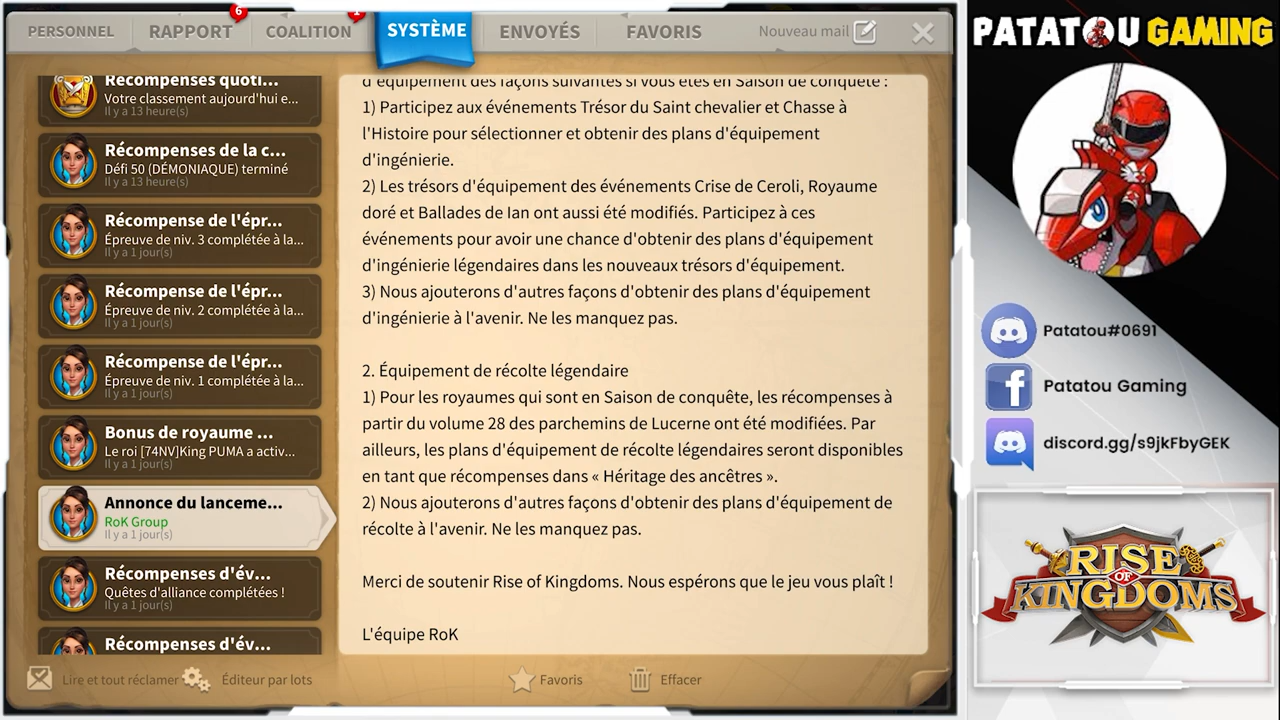 PERSONNEL
RAPPORT
6
COALITION
1
SYSTÈME
ENVOYÉS
FAVORIS
Nouveau mail
Récompenses quoti...
Votre classement aujourd'hui e...
Il y a 13 heure(s)
Récompenses de la c...
Défi 50 (DÉMONIAQUE) terminé
Il y a 13 heure(s)
Récompense de l'épr...
Épreuve de niv. 3 complétée à la...
Il y a 1 jour(s)
Récompense de l'épr...
Épreuve de niv. 2 complétée à la...
Il y a 1 jour(s)
Récompense de l'épr...
Épreuve de niv. 1 complétée à la...
Il y a 1 jour(s)
Bonus de royaume ...
Le roi [74NV]King PUMA a activ...
Il y a 1 jour(s)
Annonce du lanceme...
RoK Group
Il y a 1 jour(s)
Récompenses d'év...
Quêtes d'alliance complétées !
Il y a 1 jour(s)
Récompenses d'év...
d'équipement des façons suivantes si vous êtes en Saison de conquête :
1) Participez aux événements Trésor du Saint chevalier et Chasse à
l'Histoire pour sélectionner et obtenir des plans d'équipement
d'ingénierie.
2) Les trésors d'équipement des événements Crise de Ceroli, Royaume
doré et Ballades de Ian ont aussi été modifiés. Participez à ces
événements pour avoir une chance d'obtenir des plans d'équipement
d'ingénierie légendaires dans les nouveaux trésors d'équipement.
3) Nous ajouterons d'autres façons d'obtenir des plans d'équipement
d'ingénierie à l'avenir. Ne les manquez pas.
2. Équipement de récolte légendaire
1) Pour les royaumes qui sont en Saison de conquête, les récompenses à
partir du volume 28 des parchemins de Lucerne ont été modifiées. Par
ailleurs, les plans d'équipement de récolte légendaires seront disponibles
en tant que récompenses dans « Héritage des ancêtres ».
2) Nous ajouterons d'autres façons d'obtenir des plans d'équipement de
récolte à l'avenir. Ne les manquez pas.
Merci de soutenir Rise of Kingdoms. Nous espérons que le jeu vous plaît !
L'équipe RoK
Lire et tout réclamer
Éditeur par lots
Favoris
Effacer
PATATOU GAMING
Patatou#0691
Patatou Gaming
discord.gg/s9jkFbyGEK
RISE
OF
KINGDOMS